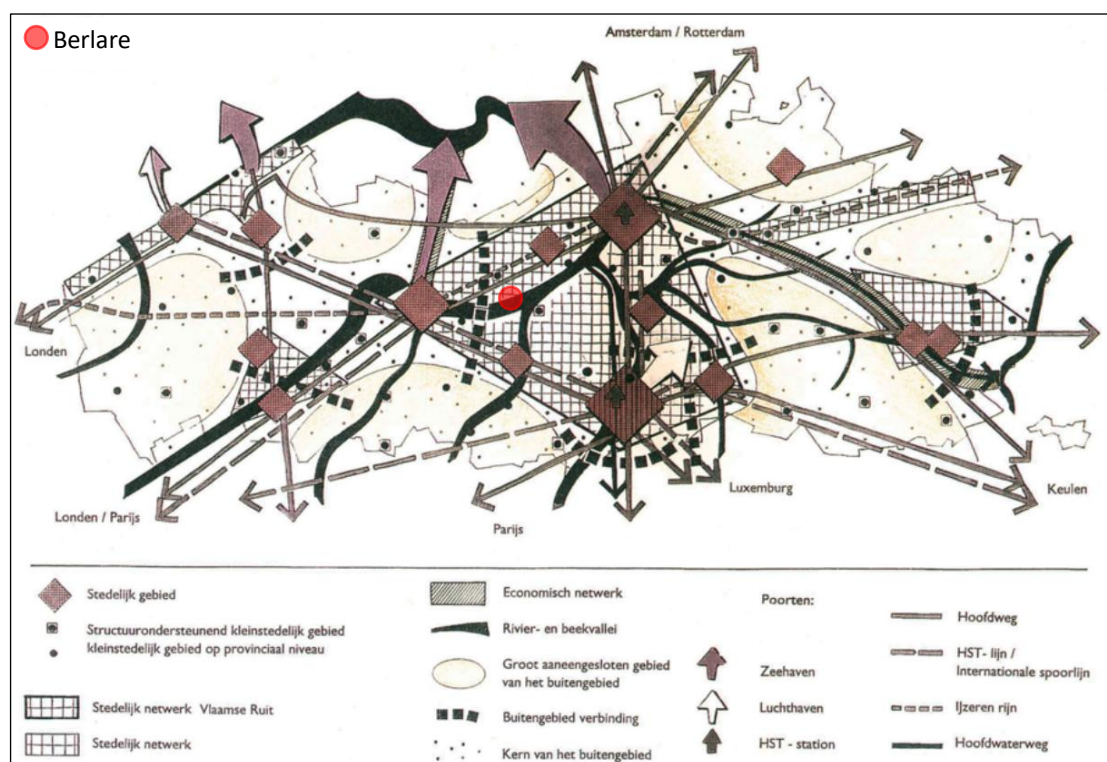 Berlare
Amsterdam / Rotterdam
Londen
Londen / Parijs
Parijs
Luxemburg
Keulen
Stedelijk gebied
Structuurondersteunend kleinstedelijk gebied
kleinstedelijk gebied op provinciaal niveau
Stedelijk netwerk Vlaamse Ruit
Stedelijk netwerk
Economisch netwerk
Rivier- en beekvallei
Groot aaneengesloten gebied
van het buitengebied
Buitengebied verbinding
Kern van het buitengebied
Poorten:
Zeehaven
Luchthaven
HST - station
Hoofdweg
HST- lijn /
Internationale spoorlijn
IJzeren rijn
Hoofdwaterweg